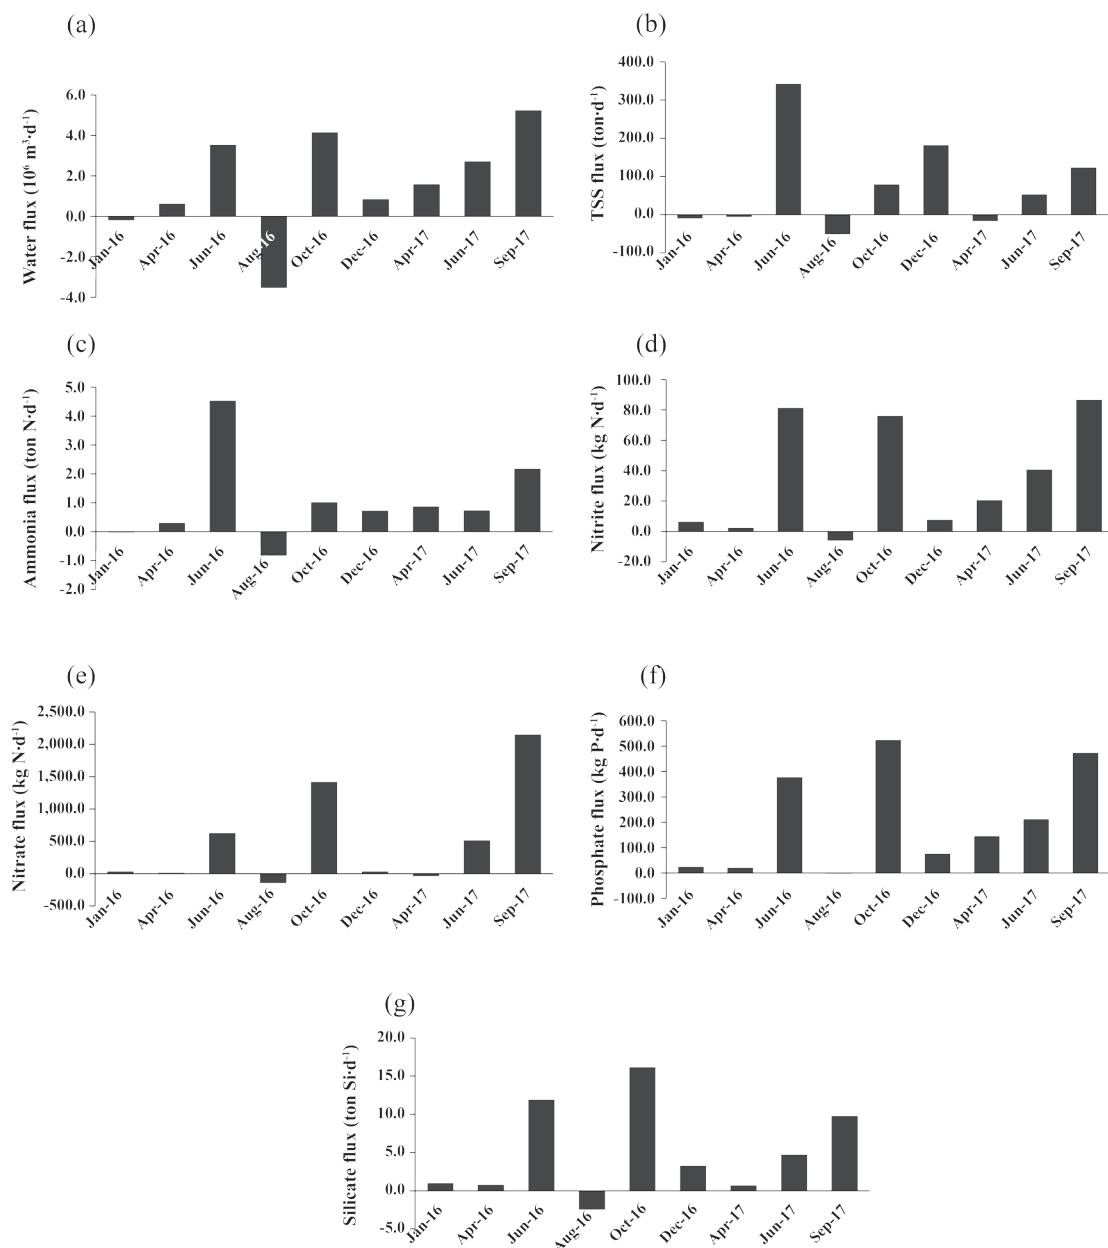 (a)
Water flux (10⁶ m³·d⁻¹)
6.0
4.0
2.0
0.0
-2.0
-4.0
Jan-16
Apr-16
Jun-16
Aug-16
Oct-16
Dec-16
Apr-17
Jun-17
Sep-17
(b)
TSS flux (ton·d⁻¹)
400.0
300.0
200.0
100.0
0.0
-100.0
Jan-16
Apr-16
Jun-16
Aug-16
Oct-16
Dec-16
Apr-17
Jun-17
Sep-17
(c)
Ammonia flux (ton N·d⁻¹)
5.0
4.0
3.0
2.0
1.0
0.0
-1.0
-2.0
Jan-16
Apr-16
Jun-16
Aug-16
Oct-16
Dec-16
Apr-17
Jun-17
Sep-17
(d)
Nitrite flux (kg N·d⁻¹)
100.0
80.0
60.0
40.0
20.0
0.0
-20.0
Jan-16
Apr-16
Jun-16
Aug-16
Oct-16
Dec-16
Apr-17
Jun-17
Sep-17
(e)
Nitrate flux (kg N·d⁻¹)
2,500.0
2,000.0
1,500.0
1,000.0
500.0
0.0
-500.0
Jan-16
Apr-16
Jun-16
Aug-16
Oct-16
Dec-16
Apr-17
Jun-17
Sep-17
(f)
Phosphate flux (kg P·d⁻¹)
600.0
500.0
400.0
300.0
200.0
100.0
0.0
-100.0
Jan-16
Apr-16
Jun-16
Aug-16
Oct-16
Dec-16
Apr-17
Jun-17
Sep-17
(g)
Silicate flux (ton Si·d⁻¹)
20.0
15.0
10.0
5.0
0.0
-5.0
Jan-16
Apr-16
Jun-16
Aug-16
Oct-16
Dec-16
Apr-17
Jun-17
Sep-17